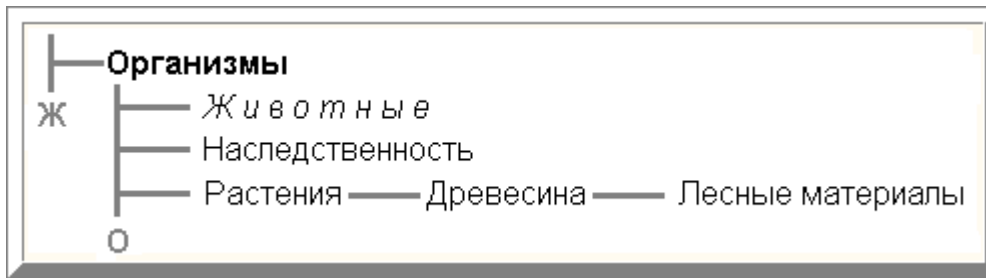 Организмы
Ж
Животные
Наследственность
Растения Древесина Лесные материалы
О